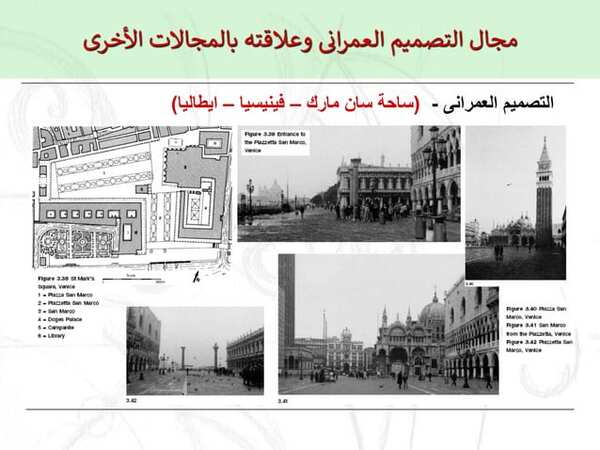 مجال التصميم العمرانى وعلاقته بالمجالات الأخرى
التصميم العمرانى - (ساحة سان مارك – فينيسيا – ايطاليا)
Figure 3.39 Entrance to
the Piazzetta San Marco,
Venice
Figure 3.38 St Mark's
Square, Venice
1 = Piazza San Marco
2 = Piazzetta San Marco
3 = San Marco
4 = Doges Palace
5 = Campanile
6 = Library
3.40
Figure 3.40 Piazza San
Marco, Venice
Figure 3.41 San Marco
from the Piazzetta, Venice
Figure 3.42 Piazzetta San
Marco, Venice
3.42
3.41